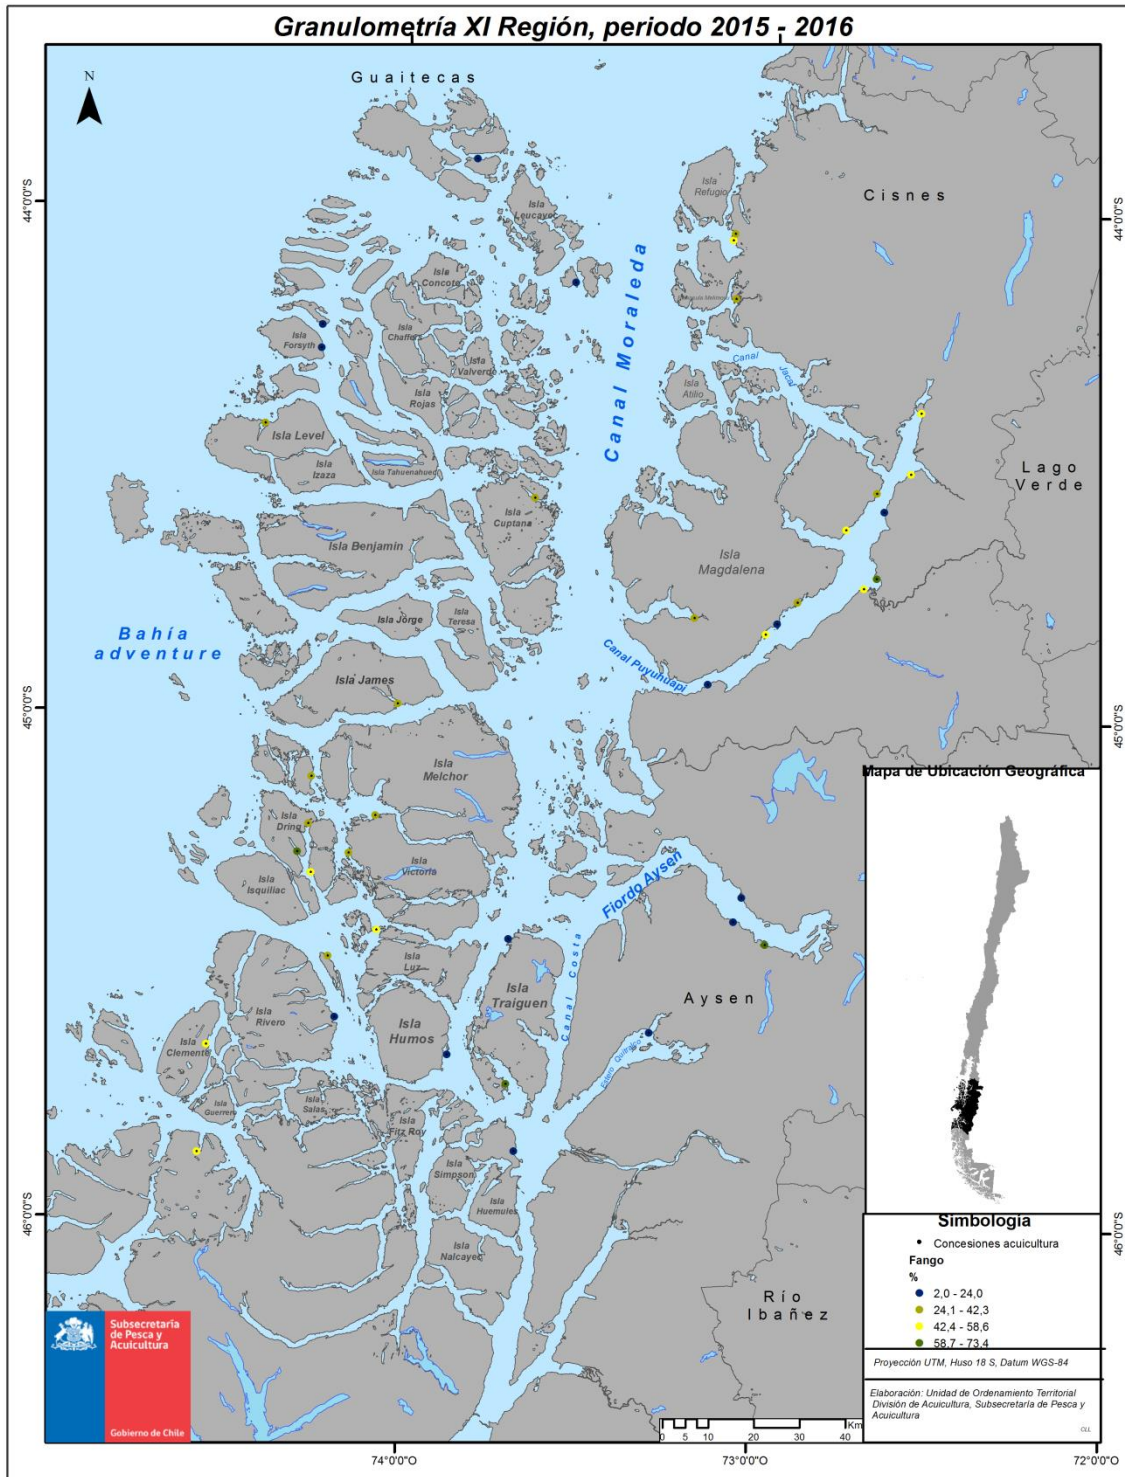 Granulometría XI Región, periodo 2015 - 2016
N
Guaitecas
Isla
Refugio
Cisnes
44°0'0"S
44°0'0"S
Isla
Leucayec
Isla
Concoto
Canal Moraleda
Isla
Forsyth
Isla
Chaffers
Isla
Valverde
Canal
Jacaf
Isla
Rojas
Isla
Atilio
Isla Level
Isla
Izaza
Isla Tahuenahuec
Lago
Verde
Isla
Cuptana
Isla Benjamin
Isla
Magdalena
Isla Jorge
Isla
Teresa
Bahía
adventure
Canal Puyuhuapi
Isla James
45°0'0"S
45°0'0"S
Isla
Melchor
Mapa de Ubicación Geográfica
Isla
Dring
Isla
Victoria
Fiordo Aysen
Isla
Isquiliac
Isla
Luz
Canal Costa
Isla
Traiguen
Aysen
Isla
Rivero
Isla
Humos
Isla
Clemente
Estero Quitralco
Isla
Guerrero
Isla
Salas
Isla
Fitz Roy
Isla
Simpson
Isla
Huemules
46°0'0"S
46°0'0"S
Isla
Nalcayec
Río
Ibañez
Simbología
Concesiones acuicultura
Fango
%
2,0 - 24,0
24,1 - 42,3
42,4 - 58,6
58,7 - 73,4
Proyección UTM, Huso 18 S, Datum WGS-84
Elaboración: Unidad de Ordenamiento Territorial
División de Acuicultura, Subsecretaría de Pesca y
Acuicultura
CLL
Subsecretaría
de Pesca y
Acuicultura
Gobierno de Chile
Km
0 5 10 20 30 40
74°0'0"O
73°0'0"O
72°0'0"O